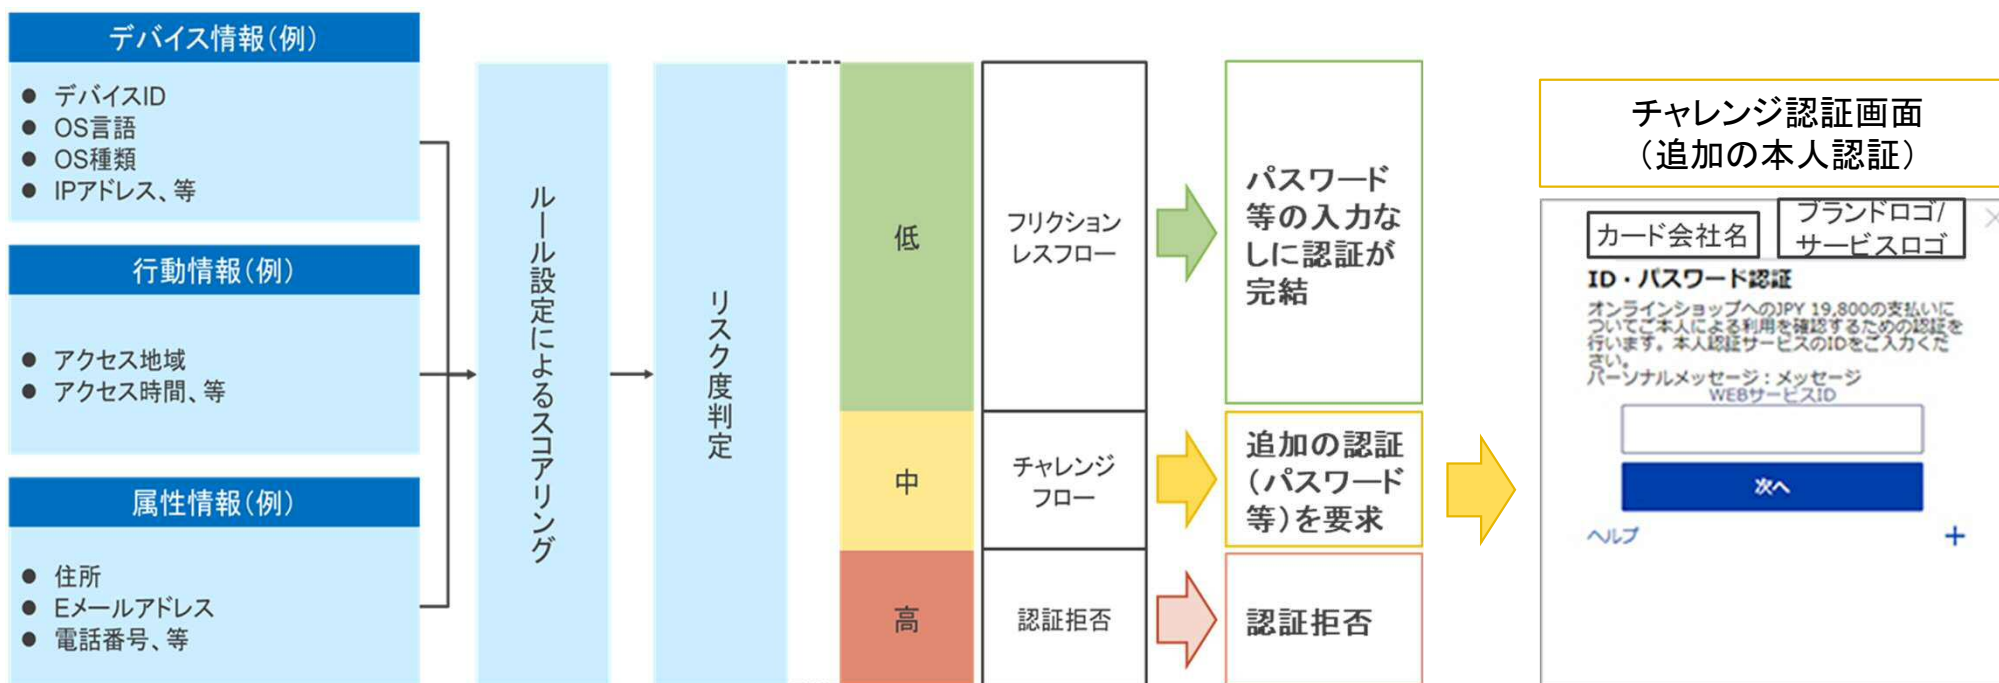 デバイス情報(例)
● デバイスID
● OS言語
● OS種類
● IPアドレス、等
行動情報(例)
● アクセス地域
● アクセス時間、等
属性情報(例)
● 住所
● Eメールアドレス
● 電話番号、等
ルール設定によるスコアリング
リスク度判定
低
フリクション
レスフロー
パスワード
等の入力な
しに認証が
完結
中
チャレンジ
フロー
追加の認証
(パスワード
等)を要求
高
認証拒否
認証拒否
チャレンジ認証画面
(追加の本人認証)
カード会社名
ブランドロゴ/
サービスロゴ
ID・パスワード認証
オンラインショップへのJPY 19,800の支払いに
ついてご本人による利用を確認するための認証を
行います。本人認証サービスのIDをご入力くだ
さい。
パーソナルメッセージ：メッセージ
WEBサービスID
次へ
ヘルプ
+